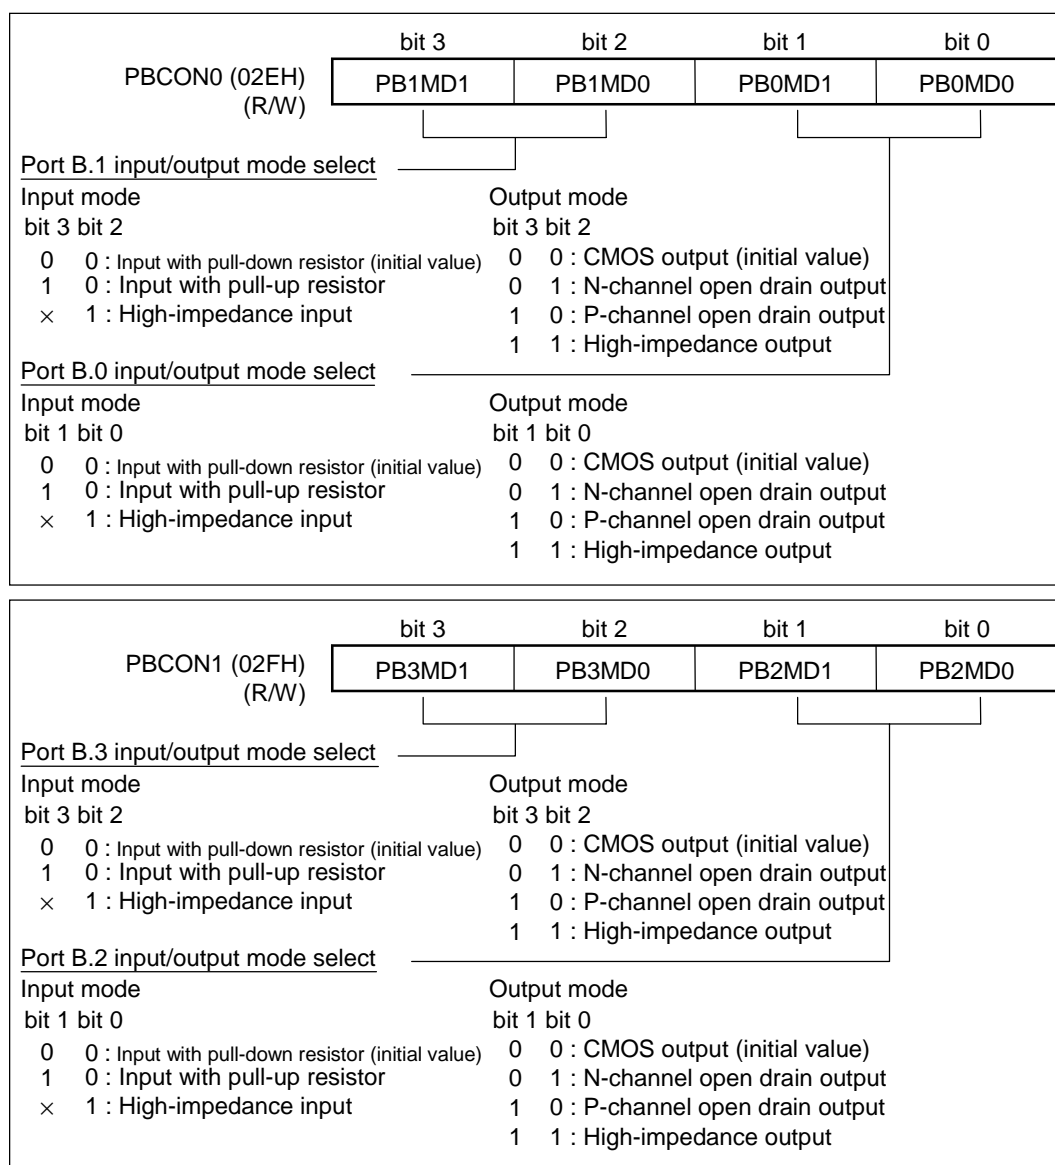 bit 3 bit 2 bit 1 bit 0
PBCON0 (02EH) PB1MD1 PB1MD0 PB0MD1 PB0MD0
(R/W)
Port B.1 input/output mode select
Input mode Output mode
bit 3 bit 2 bit 3 bit 2
0 0 : Input with pull-down resistor (initial value) 0 0 : CMOS output (initial value)
1 0 : Input with pull-up resistor 0 1 : N-channel open drain output
× 1 : High-impedance input 1 0 : P-channel open drain output
1 1 : High-impedance output
Port B.0 input/output mode select
Input mode Output mode
bit 1 bit 0 bit 1 bit 0
0 0 : Input with pull-down resistor (initial value) 0 0 : CMOS output (initial value)
1 0 : Input with pull-up resistor 0 1 : N-channel open drain output
× 1 : High-impedance input 1 0 : P-channel open drain output
1 1 : High-impedance output
bit 3 bit 2 bit 1 bit 0
PBCON1 (02FH) PB3MD1 PB3MD0 PB2MD1 PB2MD0
(R/W)
Port B.3 input/output mode select
Input mode Output mode
bit 3 bit 2 bit 3 bit 2
0 0 : Input with pull-down resistor (initial value) 0 0 : CMOS output (initial value)
1 0 : Input with pull-up resistor 0 1 : N-channel open drain output
× 1 : High-impedance input 1 0 : P-channel open drain output
1 1 : High-impedance output
Port B.2 input/output mode select
Input mode Output mode
bit 1 bit 0 bit 1 bit 0
0 0 : Input with pull-down resistor (initial value) 0 0 : CMOS output (initial value)
1 0 : Input with pull-up resistor 0 1 : N-channel open drain output
× 1 : High-impedance input 1 0 : P-channel open drain output
1 1 : High-impedance output